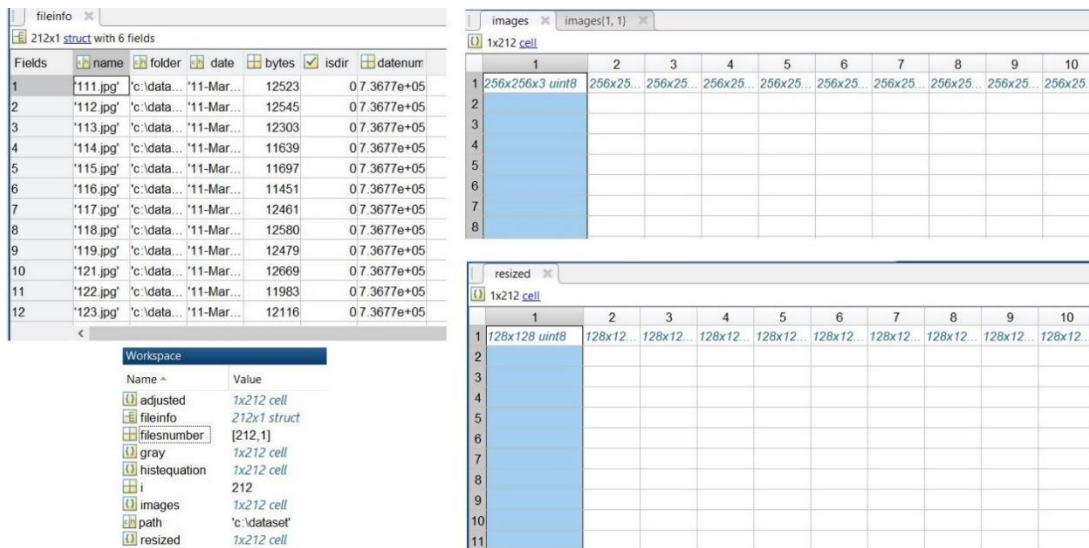 fileinfo
212x1 struct with 6 fields
Fields name folder date bytes isdir datenum
1 '111.jpg' 'c:\data... '11-Mar... 12523 0 7.3677e+05
2 '112.jpg' 'c:\data... '11-Mar... 12545 0 7.3677e+05
3 '113.jpg' 'c:\data... '11-Mar... 12303 0 7.3677e+05
4 '114.jpg' 'c:\data... '11-Mar... 11639 0 7.3677e+05
5 '115.jpg' 'c:\data... '11-Mar... 11697 0 7.3677e+05
6 '116.jpg' 'c:\data... '11-Mar... 11451 0 7.3677e+05
7 '117.jpg' 'c:\data... '11-Mar... 12461 0 7.3677e+05
8 '118.jpg' 'c:\data... '11-Mar... 12580 0 7.3677e+05
9 '119.jpg' 'c:\data... '11-Mar... 12479 0 7.3677e+05
10 '121.jpg' 'c:\data... '11-Mar... 12669 0 7.3677e+05
11 '122.jpg' 'c:\data... '11-Mar... 11983 0 7.3677e+05
12 '123.jpg' 'c:\data... '11-Mar... 12116 0 7.3677e+05
Workspace
Name Value
adjusted 1x212 cell
fileinfo 212x1 struct
filesnumber [212,1]
gray 1x212 cell
histequation 1x212 cell
i 212
images 1x212 cell
path 'c:\dataset'
resized 1x212 cell
images images{1, 1}
1x212 cell
1 2 3 4 5 6 7 8 9 10
1 256x256x3 uint8 256x25... 256x25... 256x25... 256x25... 256x25... 256x25... 256x25... 256x25... 256x25...
2
3
4
5
6
7
8
resized
1x212 cell
1 2 3 4 5 6 7 8 9 10
1 128x128 uint8 128x12... 128x12... 128x12... 128x12... 128x12... 128x12... 128x12... 128x12... 128x12...
2
3
4
5
6
7
8
9
10
11